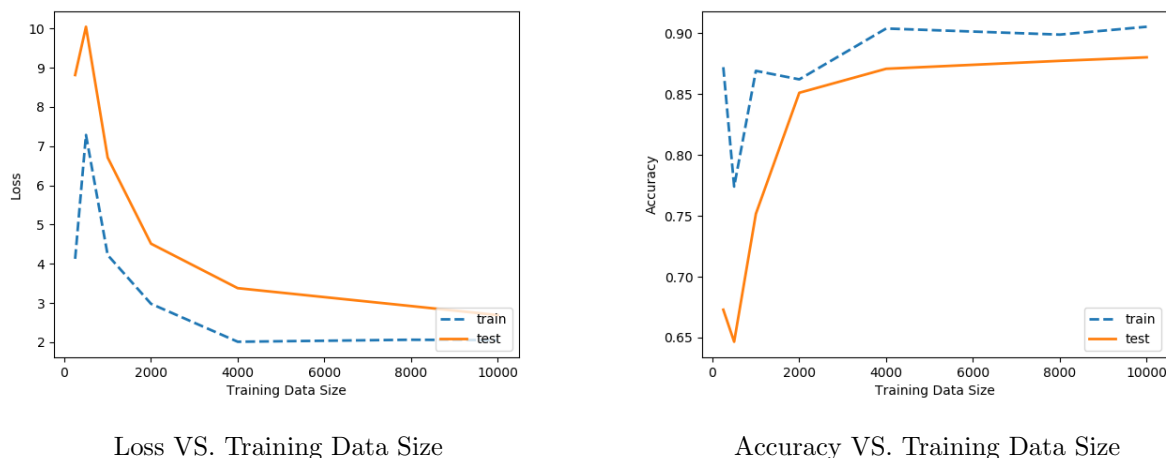 10
9
8
7
6
5
4
3
2
Loss
0 2000 4000 6000 8000 10000
Training Data Size
train
test
Loss VS. Training Data Size
0.90
0.85
0.80
0.75
0.70
0.65
Accuracy
0 2000 4000 6000 8000 10000
Training Data Size
train
test
Accuracy VS. Training Data Size